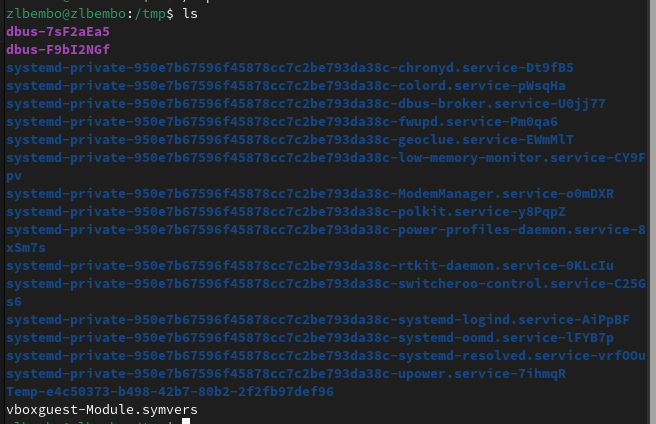 zlbembo@zlbembo:/tmp$ ls
dbus-7sF2aEa5
dbus-F9bI2NGf
systemd-private-950e7b67596f45878cc7c2be793da38c-chronyd.service-Dt9fB5
systemd-private-950e7b67596f45878cc7c2be793da38c-colord.service-pWsqHa
systemd-private-950e7b67596f45878cc7c2be793da38c-dbus-broker.service-U0jj77
systemd-private-950e7b67596f45878cc7c2be793da38c-fwupd.service-Pm0qa6
systemd-private-950e7b67596f45878cc7c2be793da38c-geoclue.service-EWmMlT
systemd-private-950e7b67596f45878cc7c2be793da38c-low-memory-monitor.service-CY9F
pv
systemd-private-950e7b67596f45878cc7c2be793da38c-ModemManager.service-o0mDXR
systemd-private-950e7b67596f45878cc7c2be793da38c-polkit.service-y8PqpZ
systemd-private-950e7b67596f45878cc7c2be793da38c-power-profiles-daemon.service-8
xSm7s
systemd-private-950e7b67596f45878cc7c2be793da38c-rtkit-daemon.service-0KLcIu
systemd-private-950e7b67596f45878cc7c2be793da38c-switcheroo-control.service-C25G
s6
systemd-private-950e7b67596f45878cc7c2be793da38c-systemd-logind.service-AiPpBF
systemd-private-950e7b67596f45878cc7c2be793da38c-systemd-oomd.service-lFYB7p
systemd-private-950e7b67596f45878cc7c2be793da38c-systemd-resolved.service-vrfOOu
systemd-private-950e7b67596f45878cc7c2be793da38c-upower.service-7ihmqR
Temp-e4c50373-b498-42b7-80b2-2f2fb97def96
vboxguest-Module.symvers